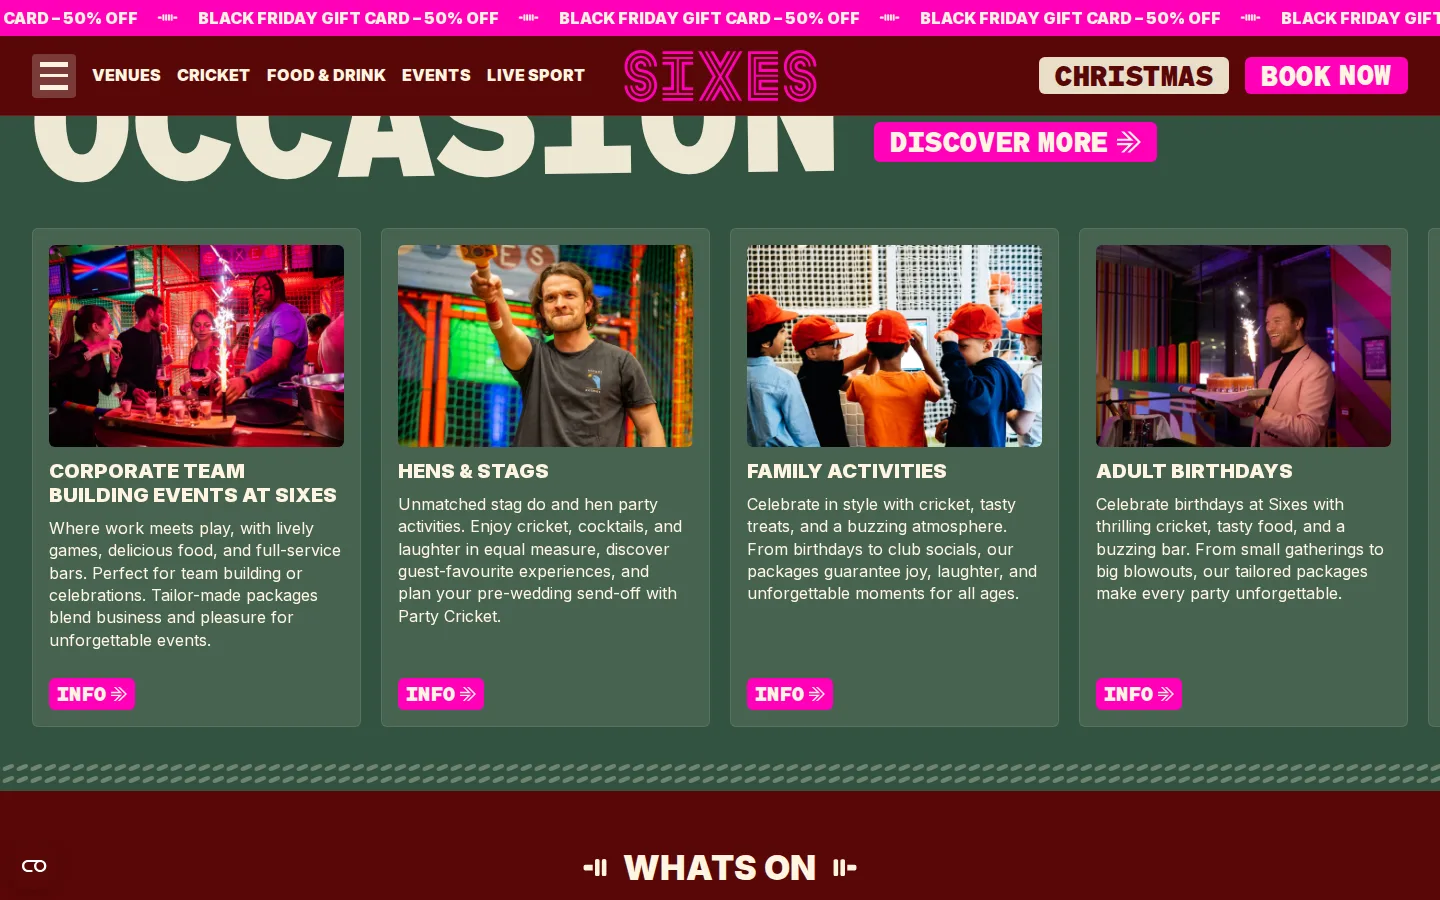 CARD – 50% OFF BLACK FRIDAY GIFT CARD – 50% OFF BLACK FRIDAY GIFT CARD – 50% OFF BLACK FRIDAY GIFT CARD – 50% OFF BLACK FRIDAY GIFT
VENUES CRICKET FOOD & DRINK EVENTS LIVE SPORT SIXES CHRISTMAS BOOK NOW
OCCASION DISCOVER MORE
CORPORATE TEAM
BUILDING EVENTS AT SIXES
Where work meets play, with lively
games, delicious food, and full-service
bars. Perfect for team building or
celebrations. Tailor-made packages
blend business and pleasure for
unforgettable events.
INFO
HENS & STAGS
Unmatched stag do and hen party
activities. Enjoy cricket, cocktails, and
laughter in equal measure, discover
guest-favourite experiences, and
plan your pre-wedding send-off with
Party Cricket.
INFO
FAMILY ACTIVITIES
Celebrate in style with cricket, tasty
treats, and a buzzing atmosphere.
From birthdays to club socials, our
packages guarantee joy, laughter, and
unforgettable moments for all ages.
INFO
ADULT BIRTHDAYS
Celebrate birthdays at Sixes with
thrilling cricket, tasty food, and a
buzzing bar. From small gatherings to
big blowouts, our tailored packages
make every party unforgettable.
INFO
WHATS ON